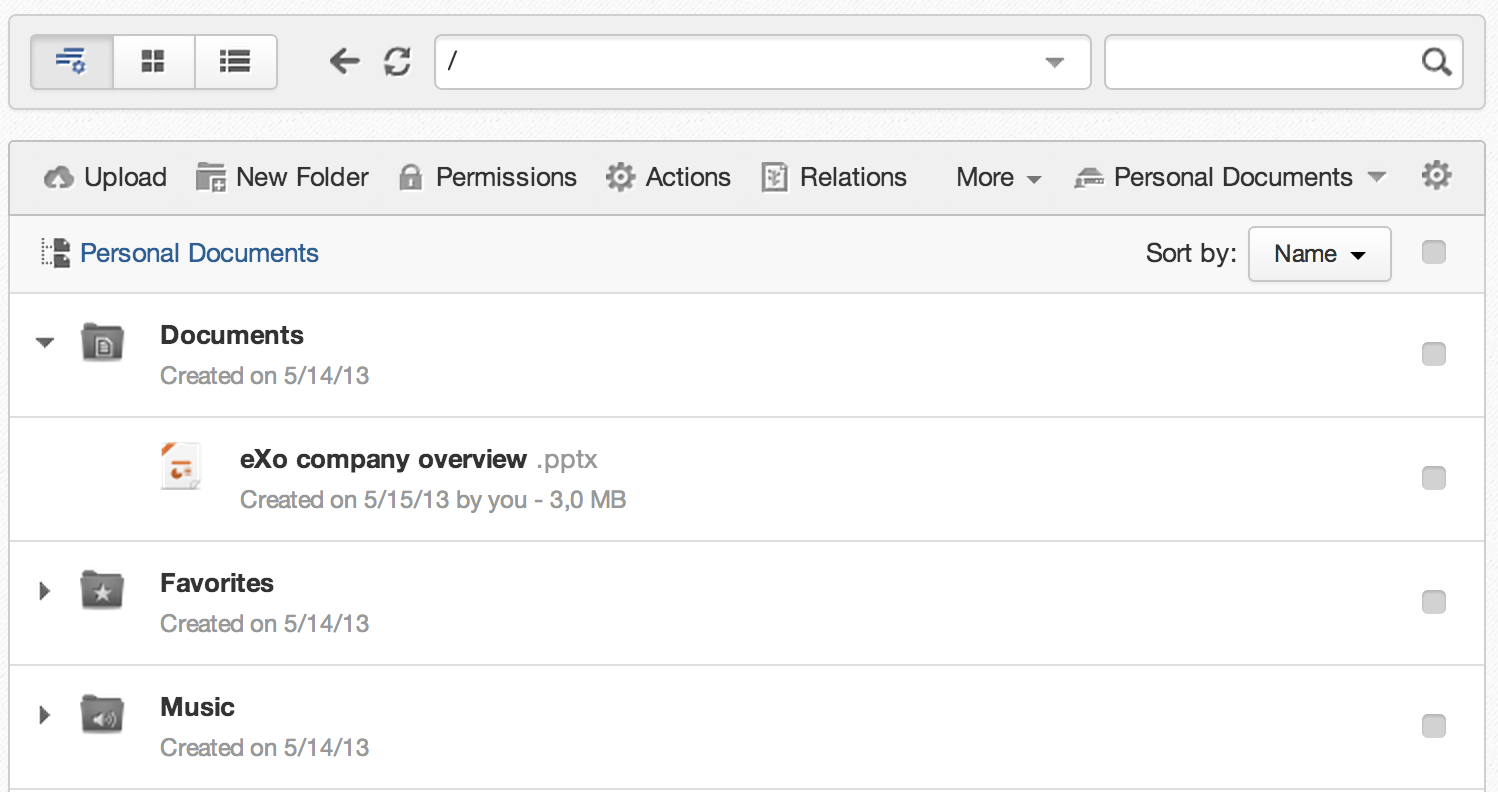 /
Upload New Folder Permissions Actions Relations More Personal Documents
Personal Documents Sort by: Name
Documents
Created on 5/14/13
eXo company overview .pptx
Created on 5/15/13 by you - 3,0 MB
Favorites
Created on 5/14/13
Music
Created on 5/14/13